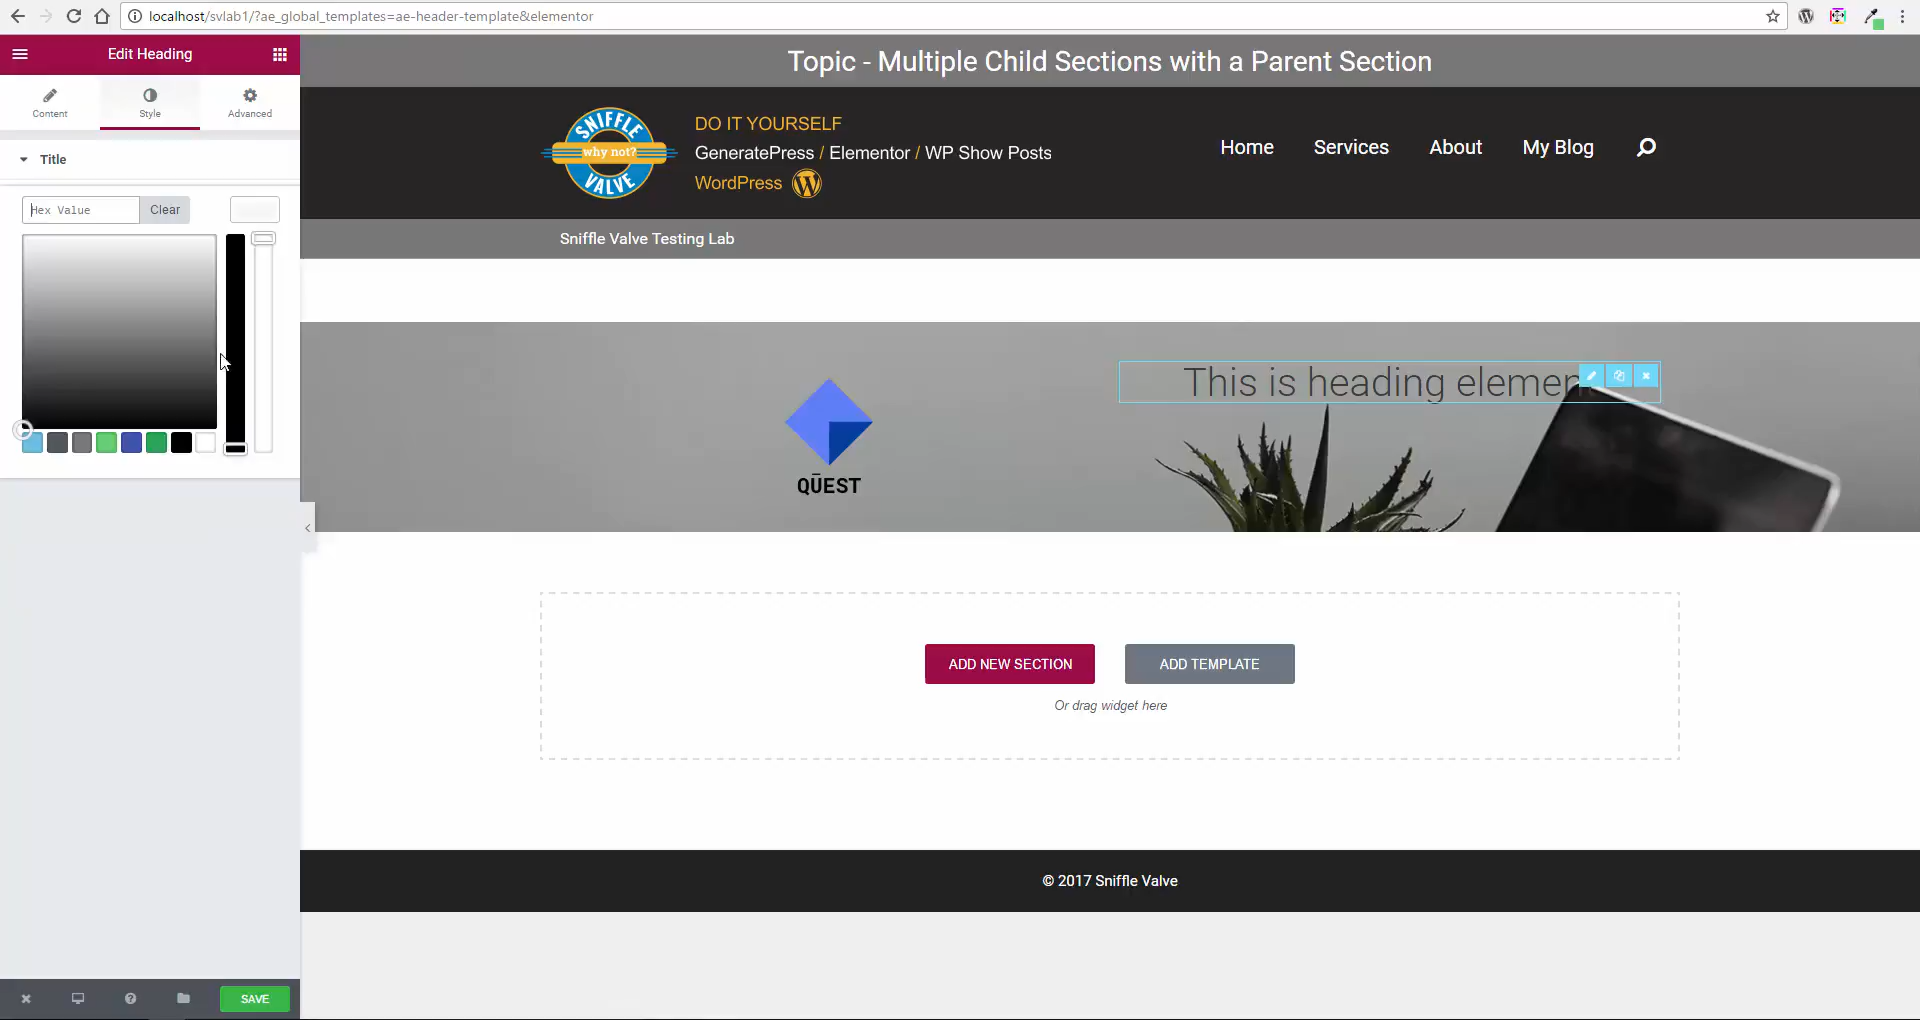 localhost/svlab1/?ae_global_templates=ae-header-template&elementor
Edit Heading
Content
Style
Advanced
Title
Hex Value
Clear
SAVE
Topic - Multiple Child Sections with a Parent Section
SNIFFLE
why not?
VALVE
DO IT YOURSELF
GeneratePress / Elementor / WP Show Posts
WordPress
Home
Services
About
My Blog
Sniffle Valve Testing Lab
This is heading elemen
QŪEST
ADD NEW SECTION
ADD TEMPLATE
Or drag widget here
© 2017 Sniffle Valve